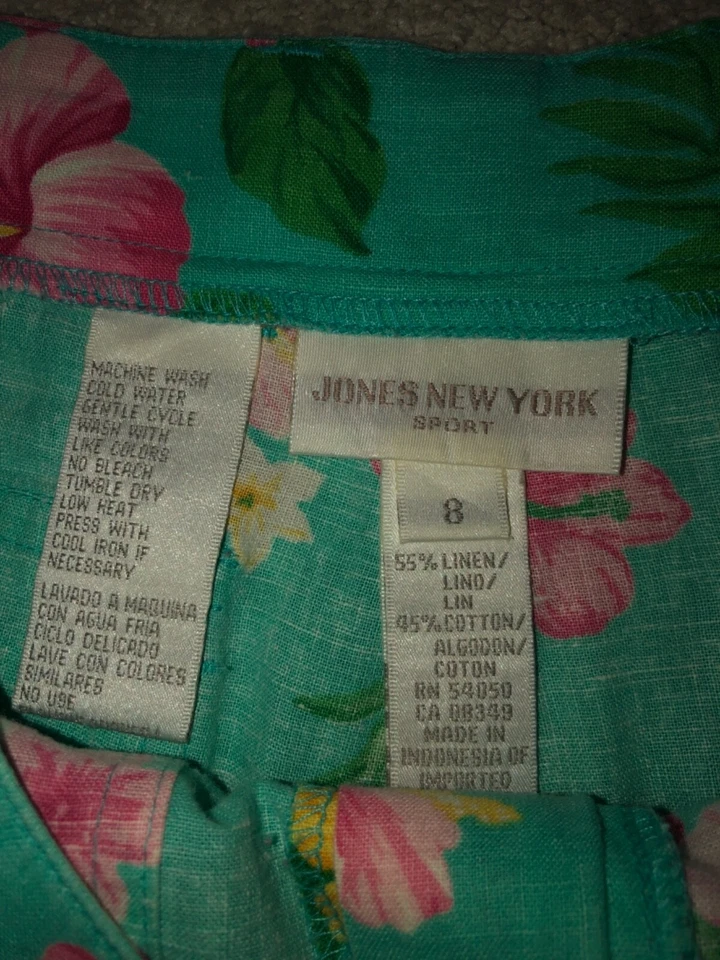 MACHINE WASH
COLD WATER
GENTLE CYCLE
WASH WITH
LIKE COLORS
NO BLEACH
TUMBLE DRY
LOW HEAT
PRESS WITH
COOL IRON IF
NECESSARY
LAVADO A MAQUINA
CON AGUA FRIA
CICLO DELICADO
LAVE CON COLORES
SIMILARES
NO USE
JONES NEW YORK
SPORT
8
55% LINEN/
LINO/
LIN
45% COTTON/
ALGODON/
COTON
RN 54050
CA 08349
MADE IN
INDONESIA OF
IMPORTED